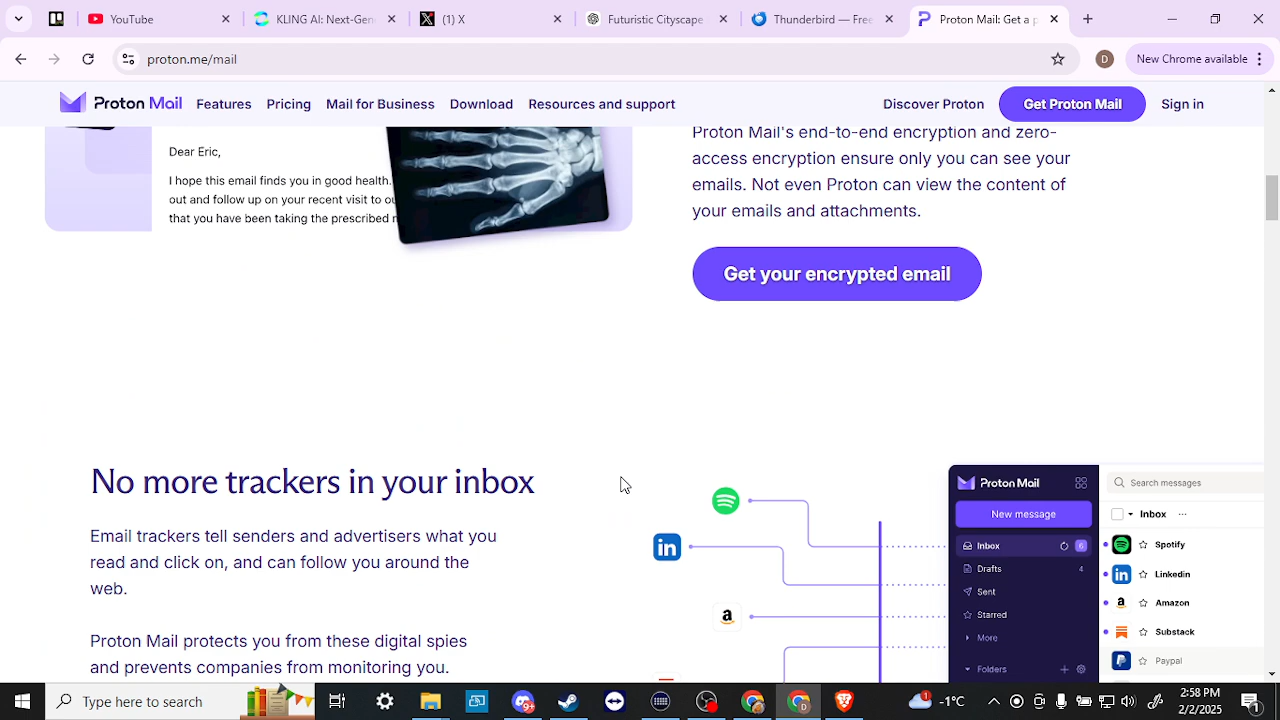 YouTube
KLING AI: Next-Gen
(1) X
Futuristic Cityscape
Thunderbird — Free
Proton Mail: Get a p
proton.me/mail
D
New Chrome available
Proton Mail
Features
Pricing
Mail for Business
Download
Resources and support
Discover Proton
Get Proton Mail
Sign in
Dear Eric,
I hope this email finds you in good health.
out and follow up on your recent visit to ou
that you have been taking the prescribed
Proton Mail's end-to-end encryption and zero-
access encryption ensure only you can see your
emails. Not even Proton can view the content of
your emails and attachments.
Get your encrypted email
No more trackers in your inbox
Email trackers tell senders and advertisers what you
read and click on, and can follow you around the
web.
Proton Mail protects you from these digital spies
and prevents companies from monitoring you.
Proton Mail
New message
Inbox 6
Drafts 4
Sent
Starred
More
Folders
Search messages
Inbox
Spotify
Linkedin
Amazon
Substack
Paypal
Type here to search
9+
D
1
-1°C
2:58 PM
2/2/2025
1